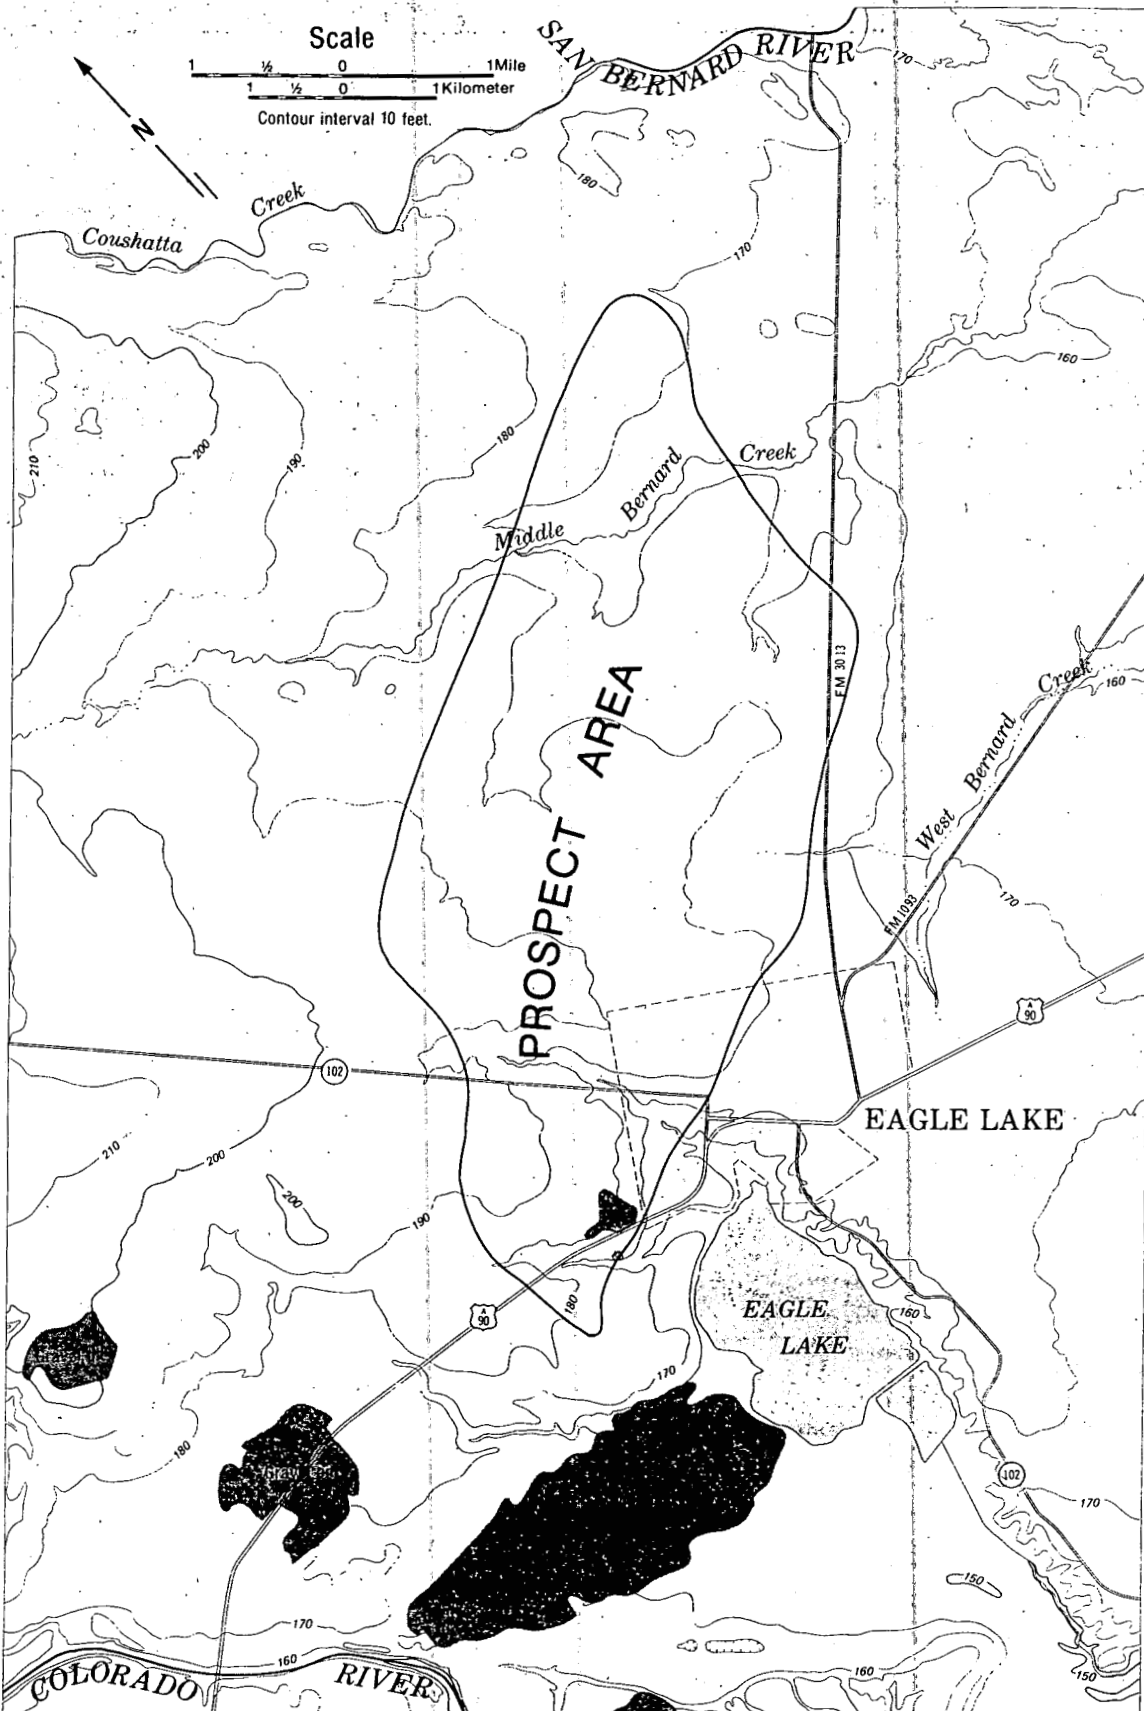 Scale
1 ½ 0 1 Mile
1 ½ 0 1 Kilometer
Contour interval 10 feet.
N
SAN BERNARD RIVER
170
180
Coushatta Creek
170
160
210
200
190
180
Middle Bernard Creek
PROSPECT AREA
FM 3013
West Bernard Creek
160
FM 1093
170
A 90
102
EAGLE LAKE
210
200
200
190
180
A 90
EAGLE LAKE
160
170
180
102
170
150
170
160
COLORADO RIVER
160
150